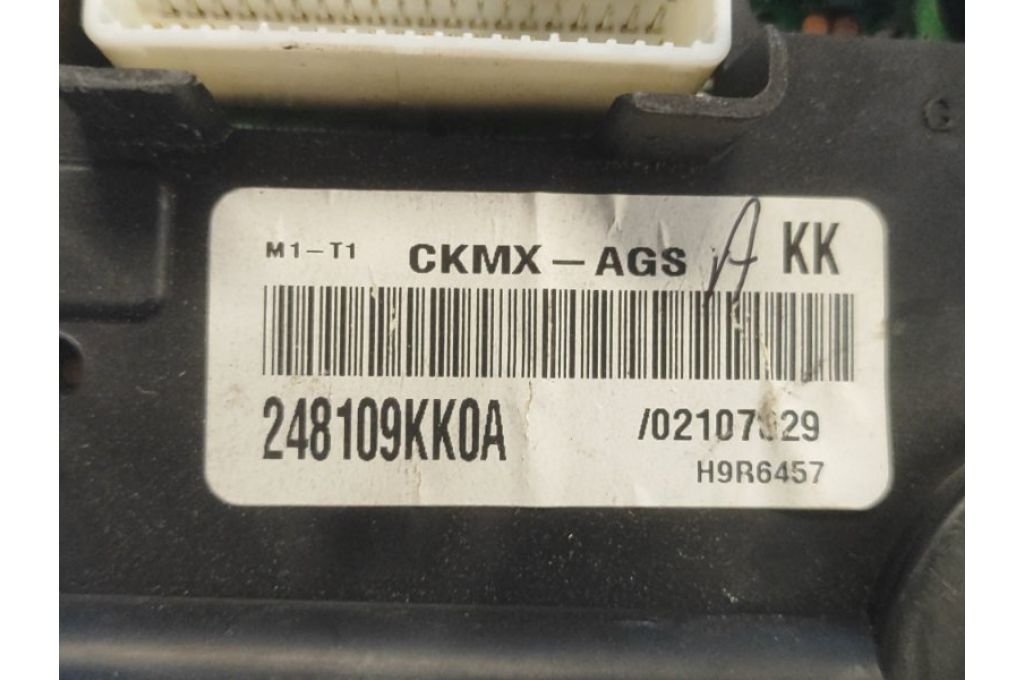 M1-T1 CKMX-AGS A KK
248109KK0A
H9R6457
G